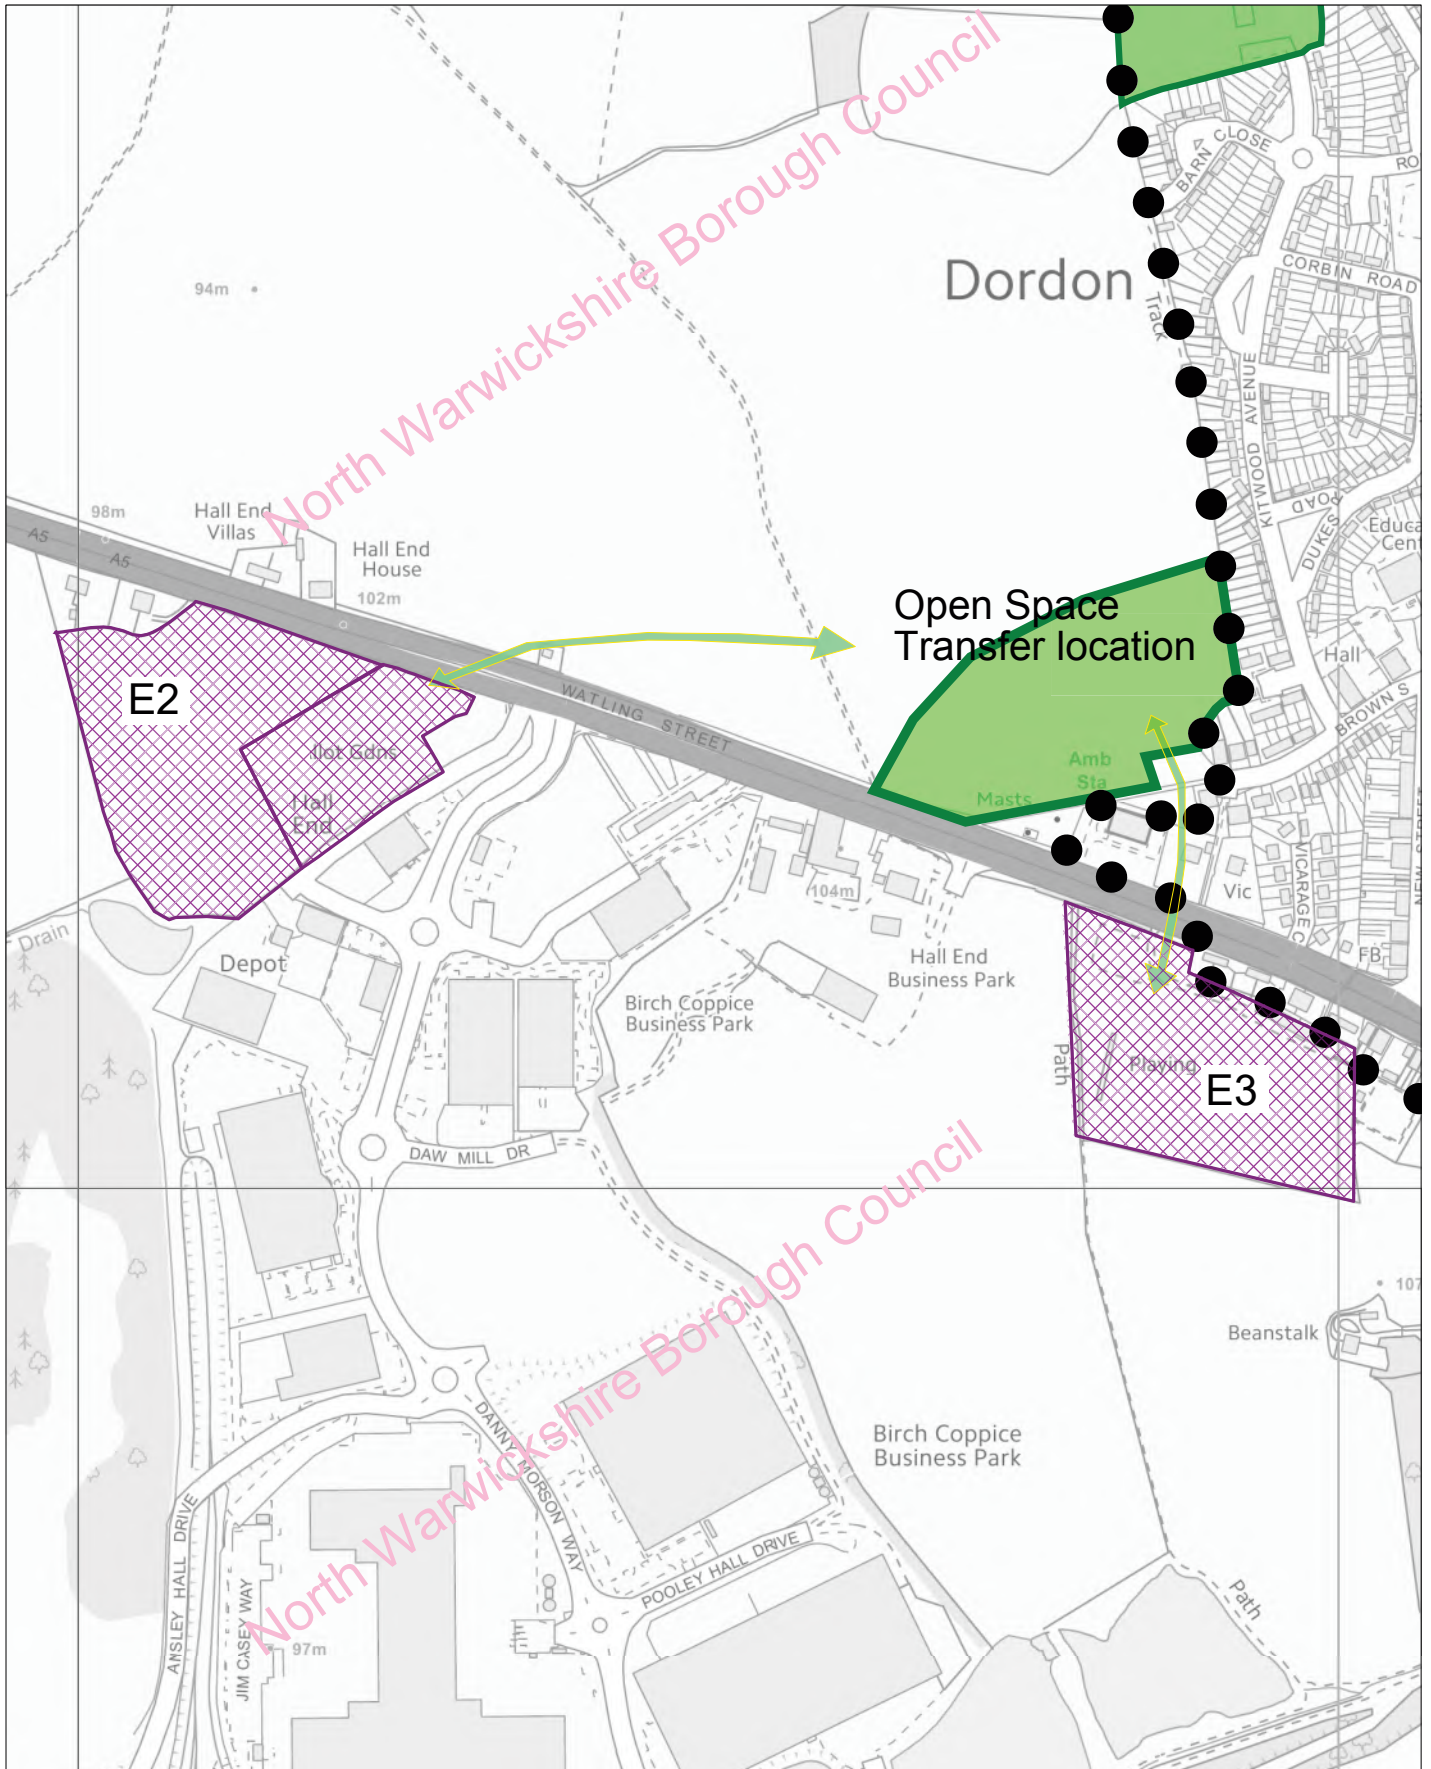 North Warwickshire Borough Council
BARN CLOSE
RO
CORBIN ROAD
Dordon
94m
Track
KITWOOD AVENUE
98m
Hall End
Villas
A5
A5
Hall End
House
102m
ROAD
DUKES
Educa
Cent
Open Space
Transfer location
Hall
E2
WATLING STREET
BROWN S
llot Gdns
Hall
End
Amb
Sta
Masts
104m
Vic
VICARAGE C
NEW STREET
Drain
Depot
Hall End
Business Park
FB
Birch Coppice
Business Park
Path
Playing
E3
DAW MILL DR
North Warwickshire Borough Council
107
Beanstalk
DANNY MORSON WAY
Birch Coppice
Business Park
ANSLEY HALL DRIVE
JIM CASEY WAY
POOLEY HALL DRIVE
Path
97m